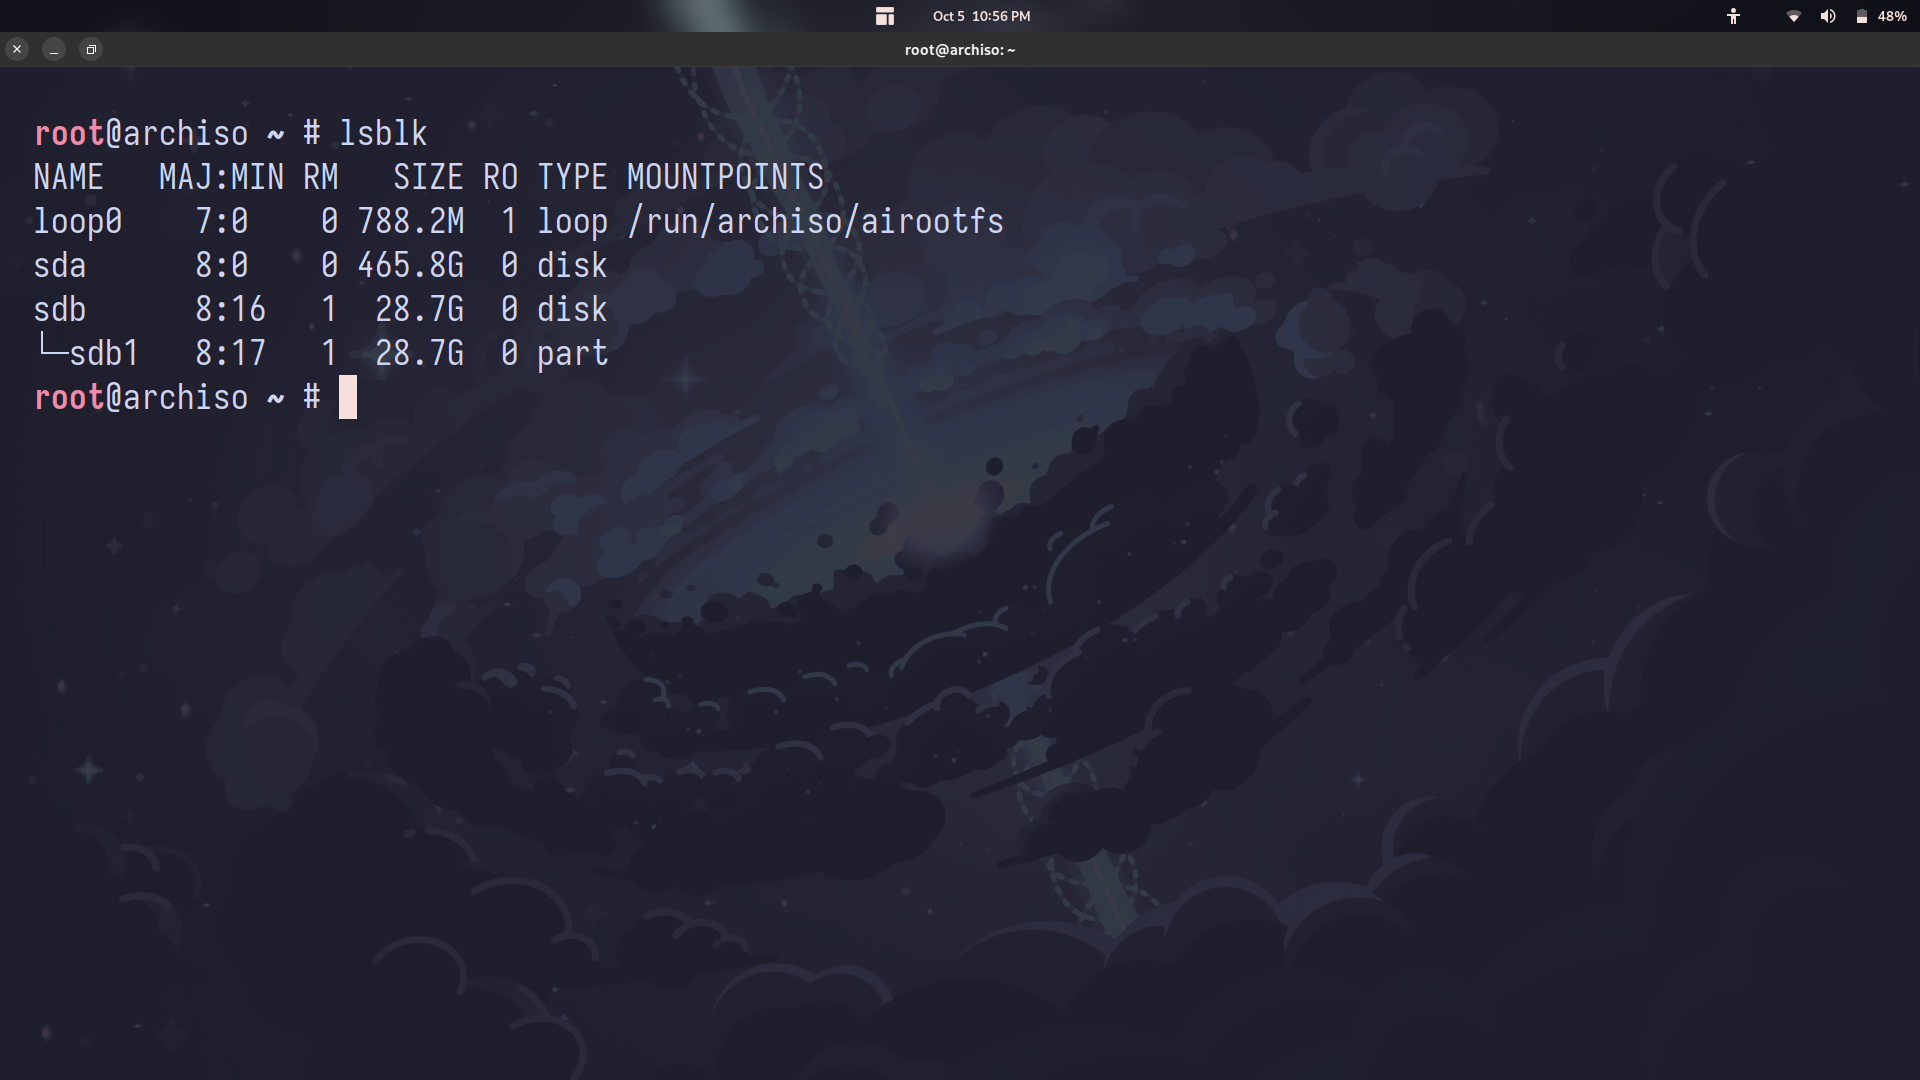 Oct 5 10:56 PM
48%
root@archiso: ~
root@archiso ~ # lsblk
NAME   MAJ:MIN RM   SIZE RO TYPE MOUNTPOINTS
loop0    7:0    0 788.2M  1 loop /run/archiso/airootfs
sda      8:0    0 465.8G  0 disk
sdb      8:16   1  28.7G  0 disk
└─sdb1   8:17   1  28.7G  0 part
root@archiso ~ #